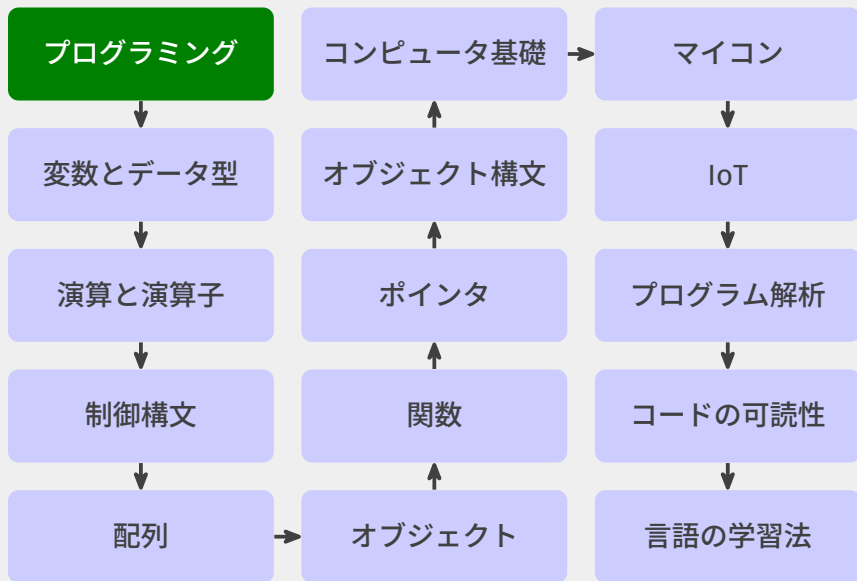 プログラミング
変数とデータ型
演算と演算子
制御構文
配列
オブジェクト
関数
ポインタ
オブジェクト構文
コンピュータ基礎
マイコン
IoT
プログラム解析
コードの可読性
言語の学習法